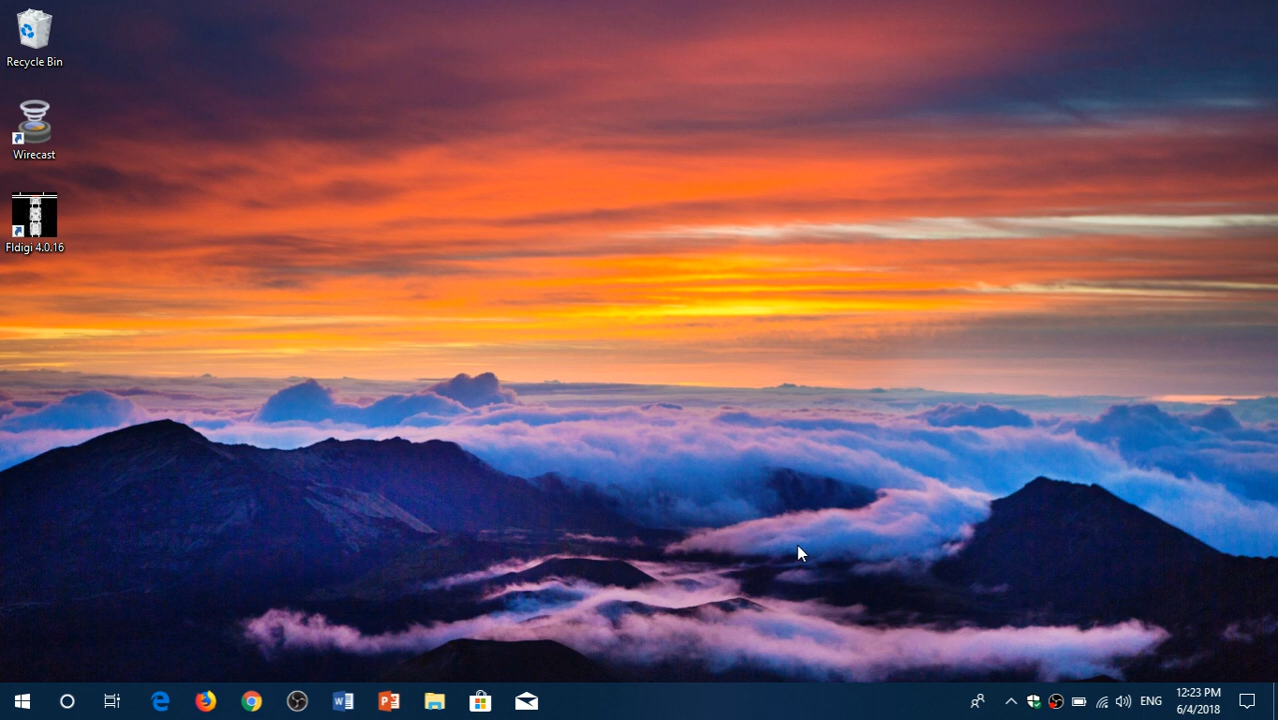 Recycle Bin
Wirecast
Fldigi 4.0.16
ENG
12:23 PM
6/4/2018